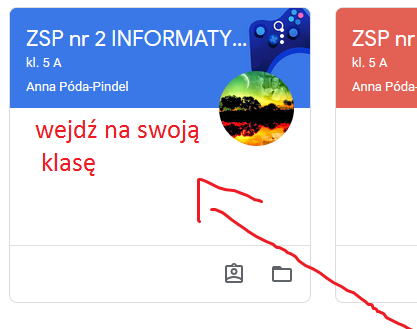 ZSP nr 2 INFORMATY...
kl. 5 A
Anna Póda-Pindel
wejdź na swoją
klasę
ZSP nr
kl. 5 A
Anna Póda-